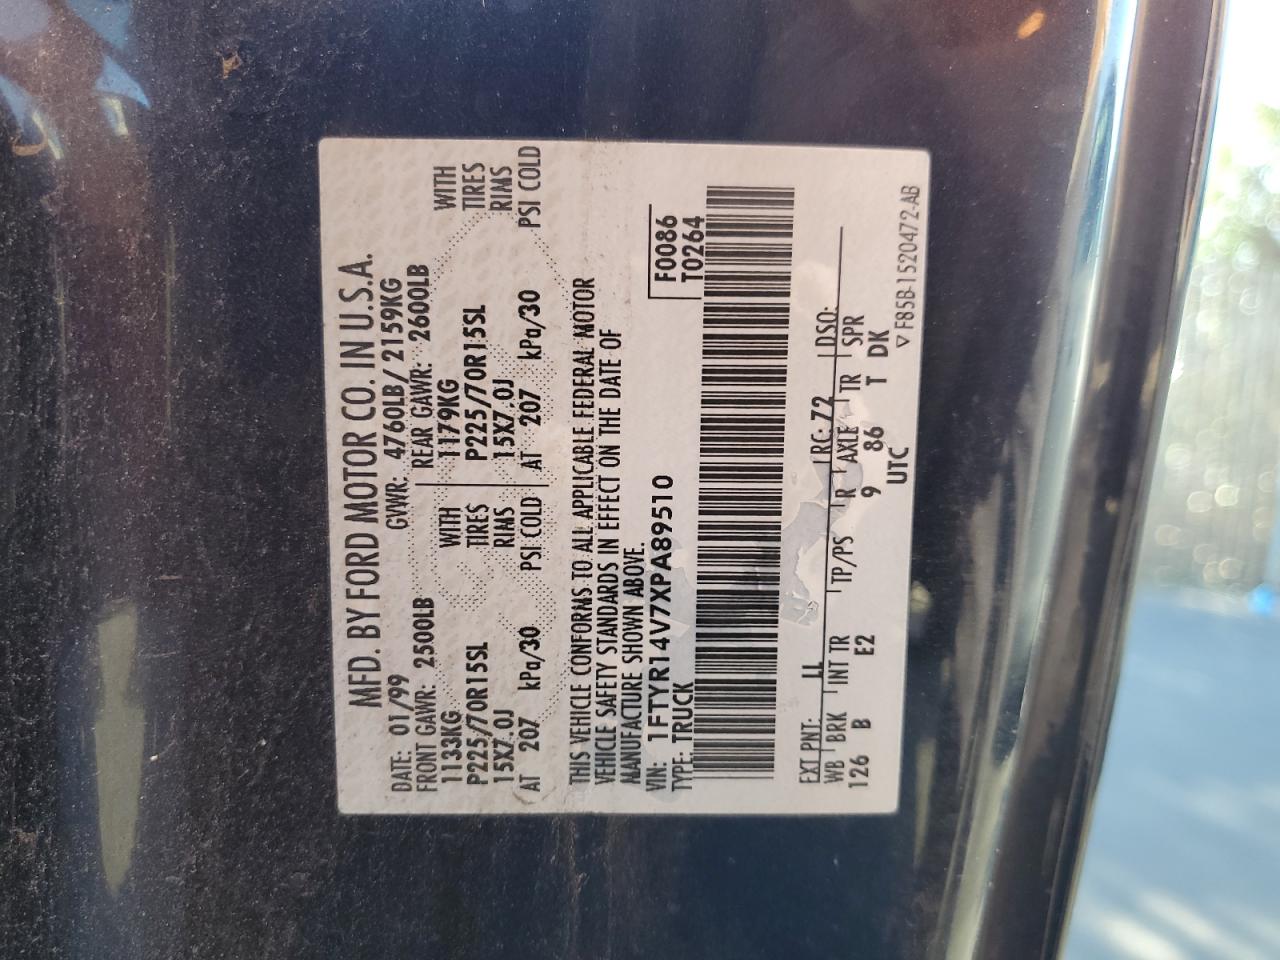 MFD. BY FORD MOTOR CO. IN U.S.A.
DATE: 01/99 GVWR: 4760LB / 2159KG
FRONT GAWR: 2500LB REAR GAWR: 2600LB
1133KG WITH 1179KG WITH
P225/70R15SL TIRES P225/70R15SL TIRES
15X7.0J RIMS 15X7.0J RIMS
AT 207 kPa/30 PSI COLD AT 207 kPa/30 PSI COLD
THIS VEHICLE CONFORMS TO ALL APPLICABLE FEDERAL MOTOR
VEHICLE SAFETY STANDARDS IN EFFECT ON THE DATE OF
MANUFACTURE SHOWN ABOVE.
VIN: 1FTYR14V7XPA89510 F0086
TYPE: TRUCK T0264
EXT PNT: LL RC: 72 DSO:
WB BRK INT TR TP/PS R AXLE TR SPR
126 B E2 9 86 T DK
UTC
▽ F85B-1520472-AB